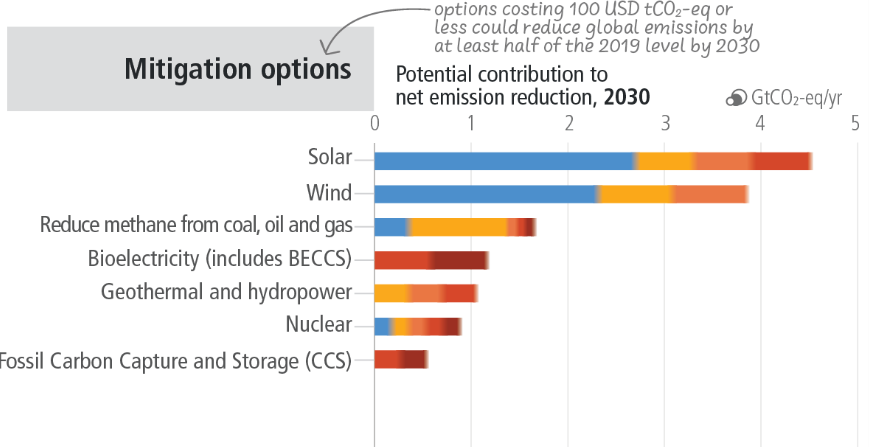 options costing 100 USD tCO₂-eq or
less could reduce global emissions by
at least half of the 2019 level by 2030
Mitigation options
Potential contribution to
net emission reduction, 2030
GtCO₂-eq/yr
0 1 2 3 4 5
Solar
Wind
Reduce methane from coal, oil and gas
Bioelectricity (includes BECCS)
Geothermal and hydropower
Nuclear
Fossil Carbon Capture and Storage (CCS)